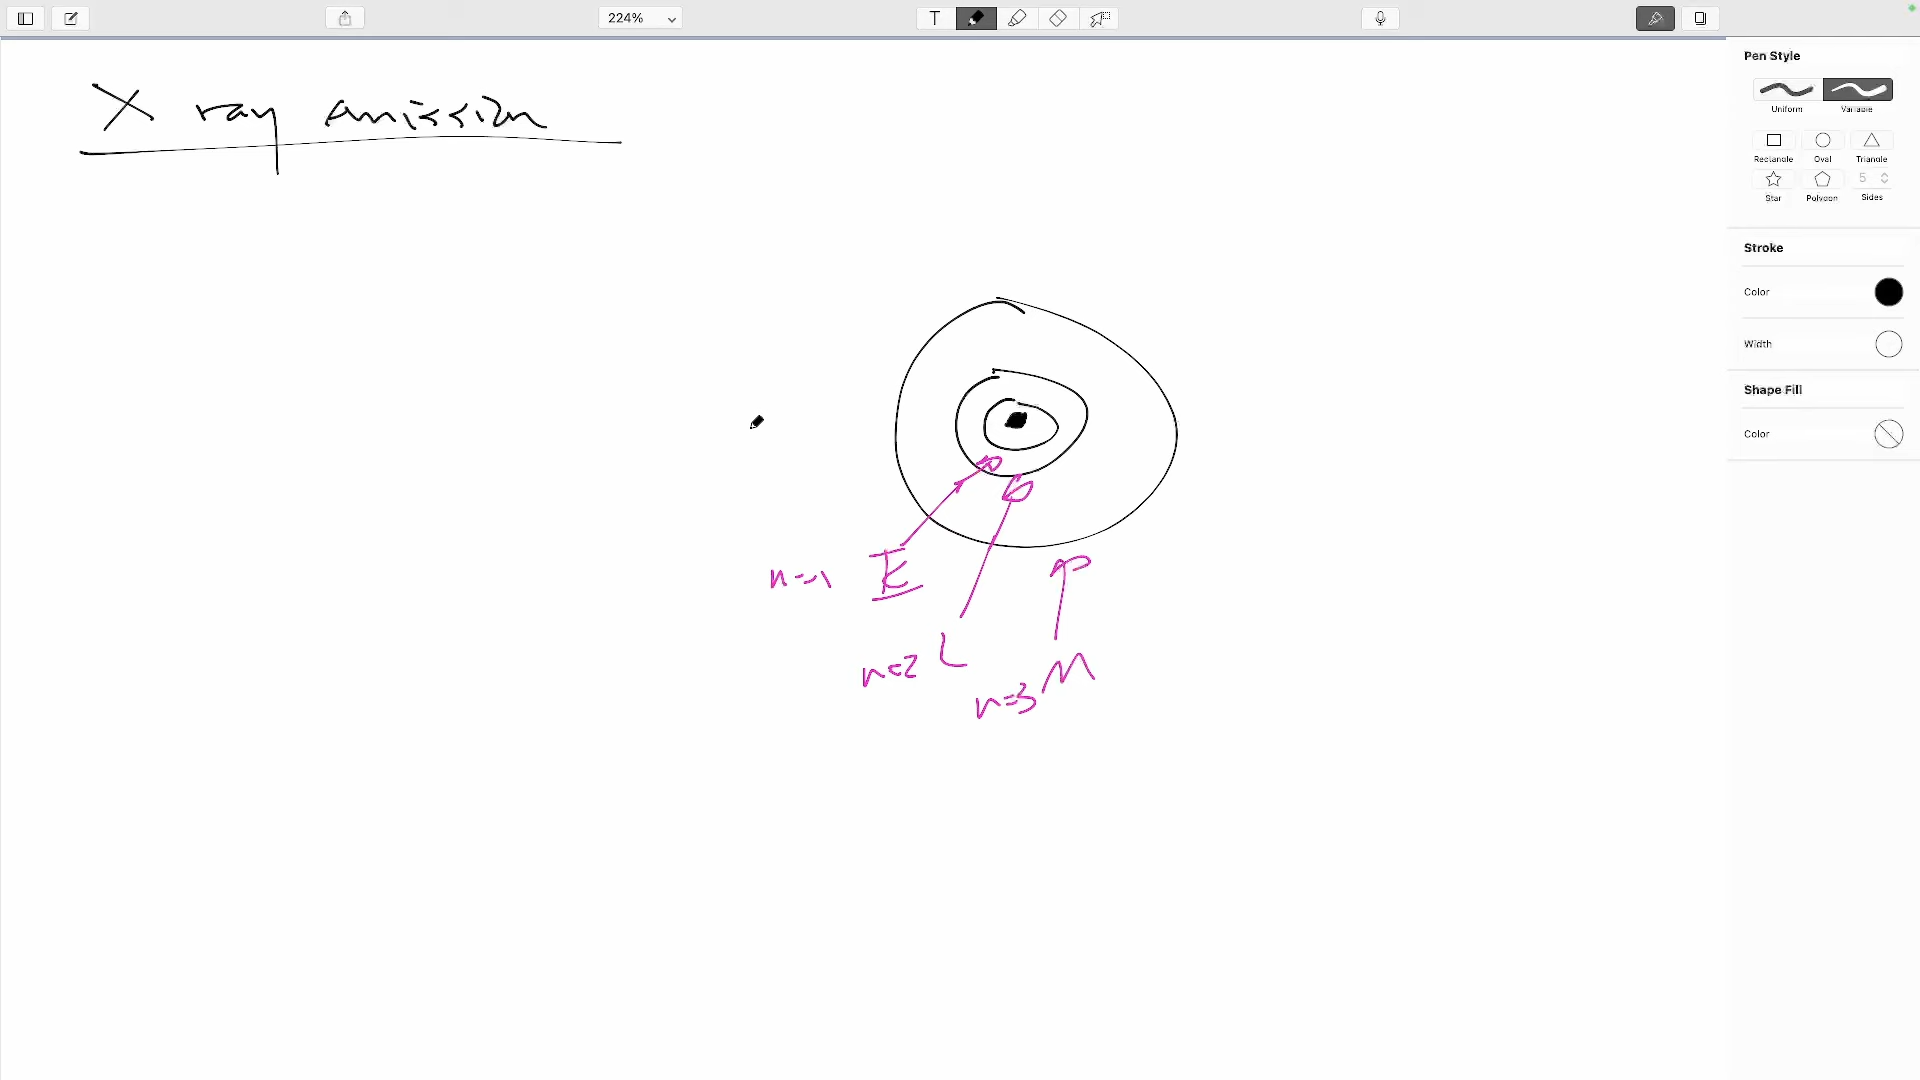 224%
T
Pen Style
Uniform Variable
Rectangle Oval Triangle
5
Star Polygon Sides
Stroke
Color
Width
Shape Fill
Color
X ray emission
n=1 K
n=2 L
n=3 M